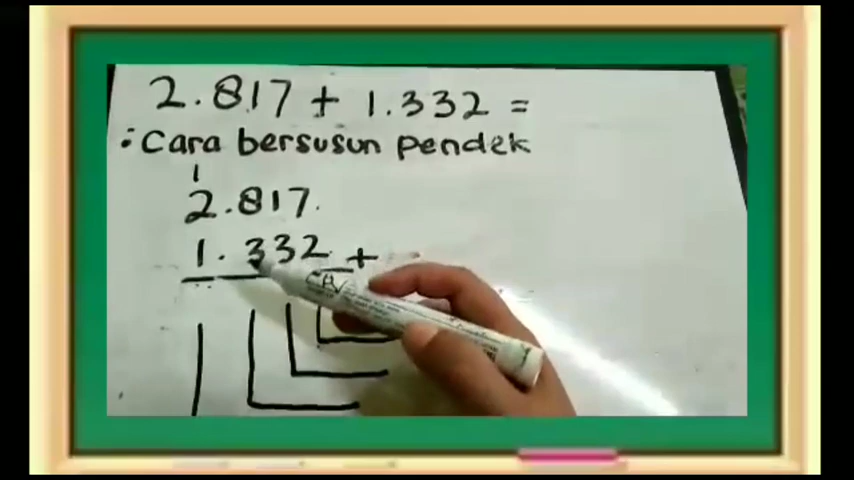 2.817 + 1.332 =
: Cara bersusun pendek
1
2.817
1.332 +